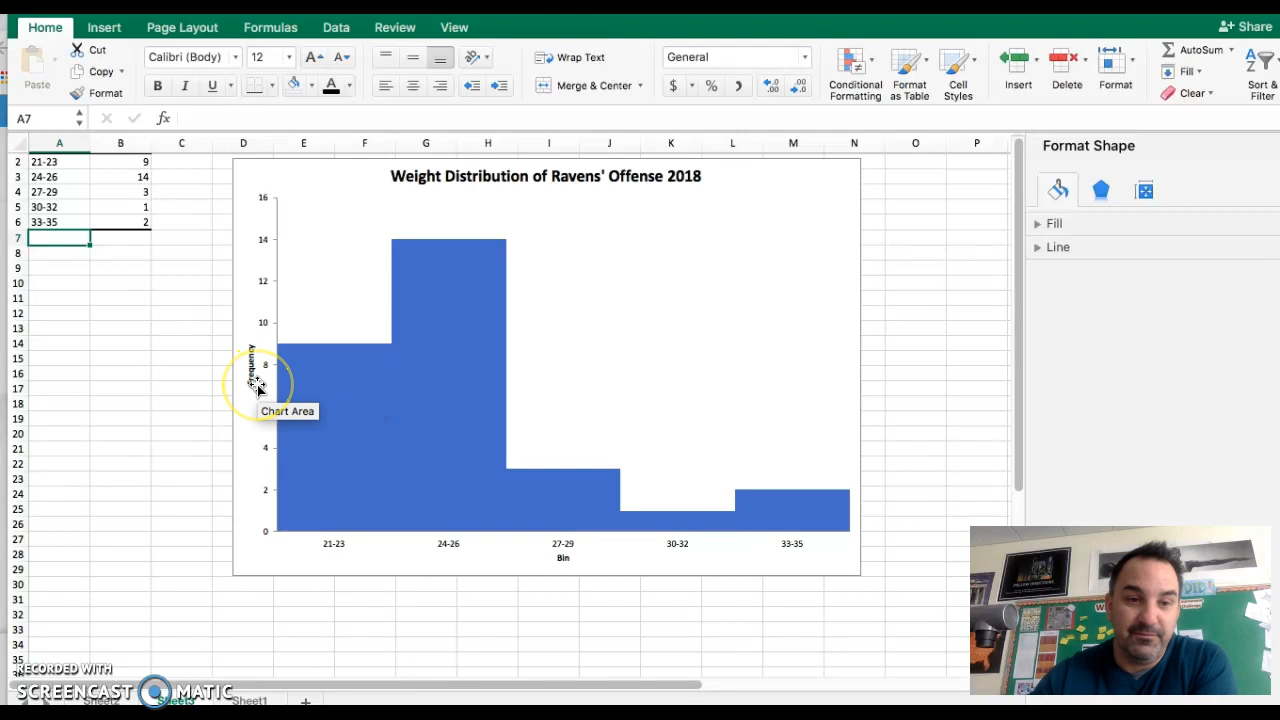 Home Insert Page Layout Formulas Data Review View Share
Cut
Copy
Format
Paste
Calibri (Body) 12
B I U
Wrap Text
Merge & Center
General
$ % ,
Conditional Formatting
Format as Table
Cell Styles
Insert
Delete
Format
AutoSum
Fill
Clear
Sort & Filter
A7 fx
A B C D E F G H I J K L M N O P
2 21-23 9
3 24-26 14
4 27-29 3
5 30-32 1
6 33-35 2
7
8
9
10
11
12
13
14
15
16
17
18
19
20
21
22
23
24
25
26
27
28
29
30
31
32
33
34
35
Weight Distribution of Ravens' Offense 2018
16
14
12
10
8
4
2
0
Frequency
Chart Area
21-23 24-26 27-29 30-32 33-35
Bin
Format Shape
Fill
Line
FOLLOW DIRECTIONS
RECORDED WITH
SCREENCAST MATIC
Sheet2 Sheet3 Sheet1 +